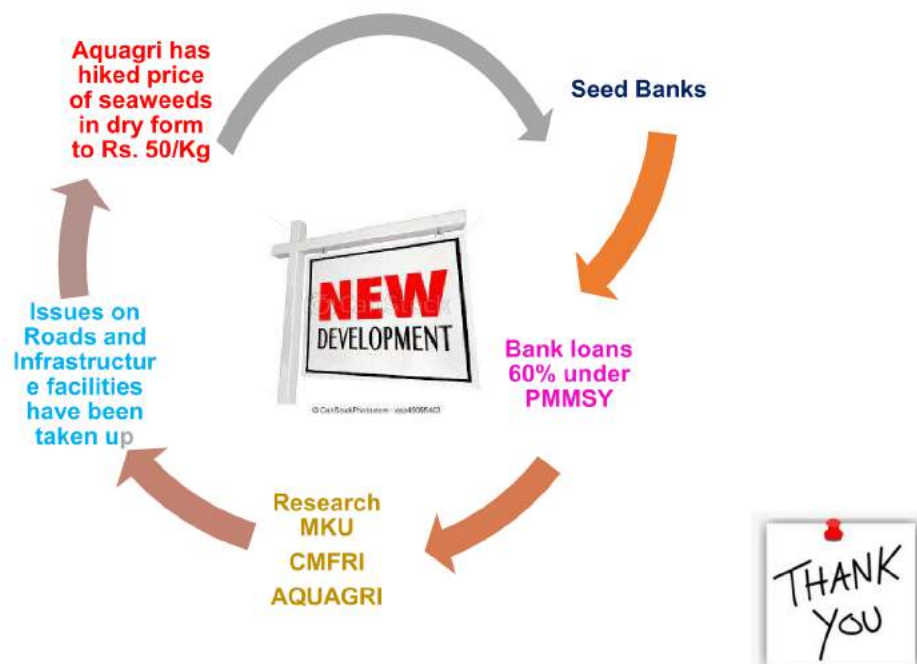 Aquagri has
hiked price
of seaweeds
in dry form
to Rs. 50/Kg
Seed Banks
NEW
DEVELOPMENT
© CanStockPhoto.com
Bank loans
60% under
PMMSY
Issues on
Roads and
Infrastructur
e facilities
have been
taken up
Research
MKU
CMFRI
AQUAGRI
THANK
YOU